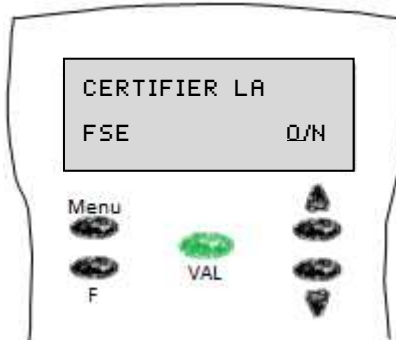 CERTIFIER LA
FSE O/N
Menu
VAL
F